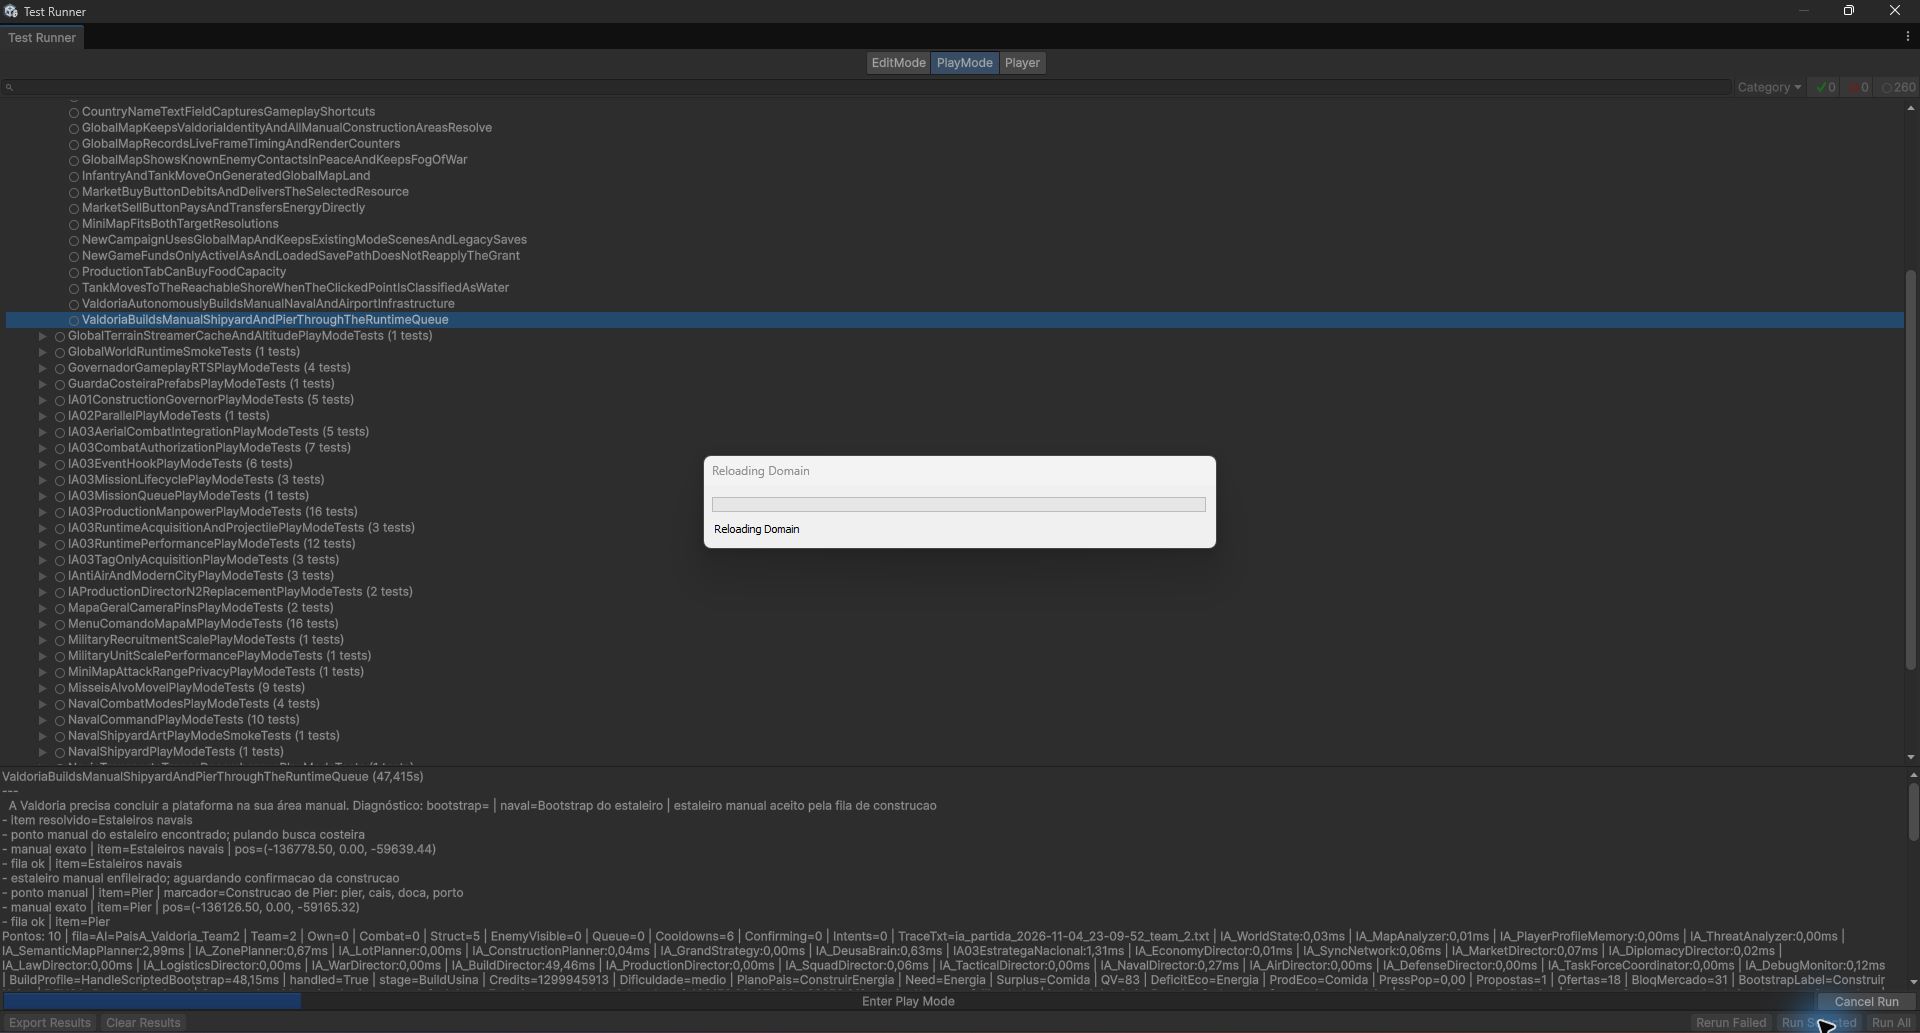 Test Runner
Test Runner
EditMode PlayMode Player
Category 0 0 260
CountryNameTextFieldCapturesGameplayShortcuts
GlobalMapKeepsValdoriaIdentityAndAllManualConstructionAreasResolve
GlobalMapRecordsLiveFrameTimingAndRenderCounters
GlobalMapShowsKnownEnemyContactsInPeaceAndKeepsFogOfWar
InfantryAndTankMoveOnGeneratedGlobalMapLand
MarketBuyButtonDebitsAndDeliversTheSelectedResource
MarketSellButtonPaysAndTransfersEnergyDirectly
MiniMapFitsBothTargetResolutions
NewCampaignUsesGlobalMapAndKeepsExistingModeScenesAndLegacySaves
NewGameFundsOnlyActiveIAsAndLoadedSavePathDoesNotReapplyTheGrant
ProductionTabCanBuyFoodCapacity
TankMovesToTheReachableShoreWhenTheClickedPointIsClassifiedAsWater
ValdoriaAutonomouslyBuildsManualNavalAndAirportInfrastructure
ValdoriaBuildsManualShipyardAndPierThroughTheRuntimeQueue
GlobalTerrainStreamerCacheAndAltitudePlayModeTests (1 tests)
GlobalWorldRuntimeSmokeTests (1 tests)
GovernadorGameplayRTSPlayModeTests (4 tests)
GuardaCosteiraPrefabsPlayModeTests (1 tests)
IA01ConstructionGovernorPlayModeTests (5 tests)
IA02ParallelPlayModeTests (1 tests)
IA03AerialCombatIntegrationPlayModeTests (5 tests)
IA03CombatAuthorizationPlayModeTests (7 tests)
IA03EventHookPlayModeTests (6 tests)
IA03MissionLifecyclePlayModeTests (3 tests)
IA03MissionQueuePlayModeTests (1 tests)
IA03ProductionManpowerPlayModeTests (16 tests)
IA03RuntimeAcquisitionAndProjectilePlayModeTests (3 tests)
IA03RuntimePerformancePlayModeTests (12 tests)
IA03TagOnlyAcquisitionPlayModeTests (3 tests)
IAntiAirAndModernCityPlayModeTests (3 tests)
IAProductionDirectorN2ReplacementPlayModeTests (2 tests)
MapaGeralCameraPinsPlayModeTests (2 tests)
MenuComandoMapaMPlayModeTests (16 tests)
MilitaryRecruitmentScalePlayModeTests (1 tests)
MilitaryUnitScalePerformancePlayModeTests (1 tests)
MiniMapAttackRangePrivacyPlayModeTests (1 tests)
MisseisAlvoMovelPlayModeTests (9 tests)
NavalCombatModesPlayModeTests (4 tests)
NavalCommandPlayModeTests (10 tests)
NavalShipyardArtPlayModeSmokeTests (1 tests)
NavalShipyardPlayModeTests (1 tests)
Reloading Domain
Reloading Domain
ValdoriaBuildsManualShipyardAndPierThroughTheRuntimeQueue (47,415s)
---
A Valdoria precisa concluir a plataforma na sua área manual. Diagnóstico: bootstrap= | naval=Bootstrap do estaleiro | estaleiro manual aceito pela fila de construcao
- item resolvido=Estaleiros navais
- ponto manual do estaleiro encontrado; pulando busca costeira
- manual exato | item=Estaleiros navais | pos=(-136778.50, 0.00, -59639.44)
- fila ok | item=Estaleiros navais
- estaleiro manual enfileirado; aguardando confirmacao da construcao
- ponto manual | item=Pier | marcador=Construcao de Pier: pier, cais, doca, porto
- manual exato | item=Pier | pos=(-136126.50, 0.00, -59165.32)
- fila ok | item=Pier
Pontos: 10 | fila=AI=PaisA_Valdoria_Team2 | Team=2 | Own=0 | Combat=0 | Struct=5 | EnemyVisible=0 | Queue=0 | Cooldowns=6 | Confirming=0 | Intents=0 | TraceTxt=ia_partida_2026-11-04_23-09-52_team_2.txt | IA_WorldState:0,03ms | IA_MapAnalyzer:0,01ms | IA_PlayerProfileMemory:0,00ms | IA_ThreatAnalyzer:0,00ms |
IA_SemanticMapPlanner:2,99ms | IA_ZonePlanner:0,67ms | IA_LotPlanner:0,00ms | IA_ConstructionPlanner:0,04ms | IA_GrandStrategy:0,00ms | IA_DeusaBrain:0,63ms | IA03EstrategaNacional:1,31ms | IA_EconomyDirector:0,01ms | IA_SyncNetwork:0,06ms | IA_MarketDirector:0,07ms | IA_DiplomacyDirector:0,02ms |
IA_LawDirector:0,00ms | IA_LogisticsDirector:0,00ms | IA_WarDirector:0,00ms | IA_BuildDirector:49,46ms | IA_ProductionDirector:0,00ms | IA_SquadDirector:0,06ms | IA_TacticalDirector:0,00ms | IA_NavalDirector:0,27ms | IA_AirDirector:0,00ms | IA_DefenseDirector:0,00ms | IA_TaskForceCoordinator:0,00ms | IA_DebugMonitor:0,12ms
| BuildProfile=HandleScriptedBootstrap=48,15ms | handled=True | stage=BuildUsina | Credits=1299945913 | Dificuldade=medio | PlanoPais=ConstruirEnergia | Need=Energia | Surplus=Comida | QV=83 | DeficitEco=Energia | ProdEco=Comida | PressPop=0,00 | Propostas=1 | Ofertas=18 | BloqMercado=31 | BootstrapLabel=Construir
Enter Play Mode
Cancel Run
Export Results Clear Results Rerun Failed Run Selected Run All